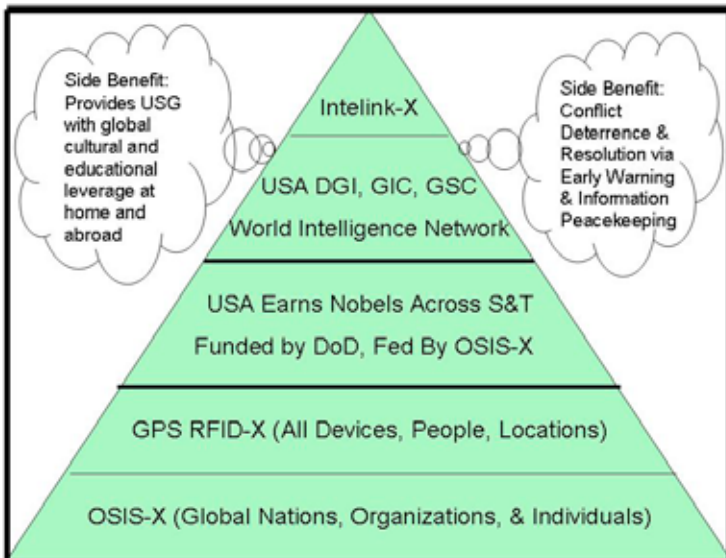 Side Benefit:
Provides USG
with global
cultural and
educational
leverage at
home and
abroad
Side Benefit:
Conflict
Deterrence &
Resolution via
Early Warning
& Information
Peacekeeping
Intelink-X
USA DGI, GIC, GSC
World Intelligence Network
USA Earns Nobels Across S&T
Funded by DoD, Fed By OSIS-X
GPS RFID-X (All Devices, People, Locations)
OSIS-X (Global Nations, Organizations, & Individuals)